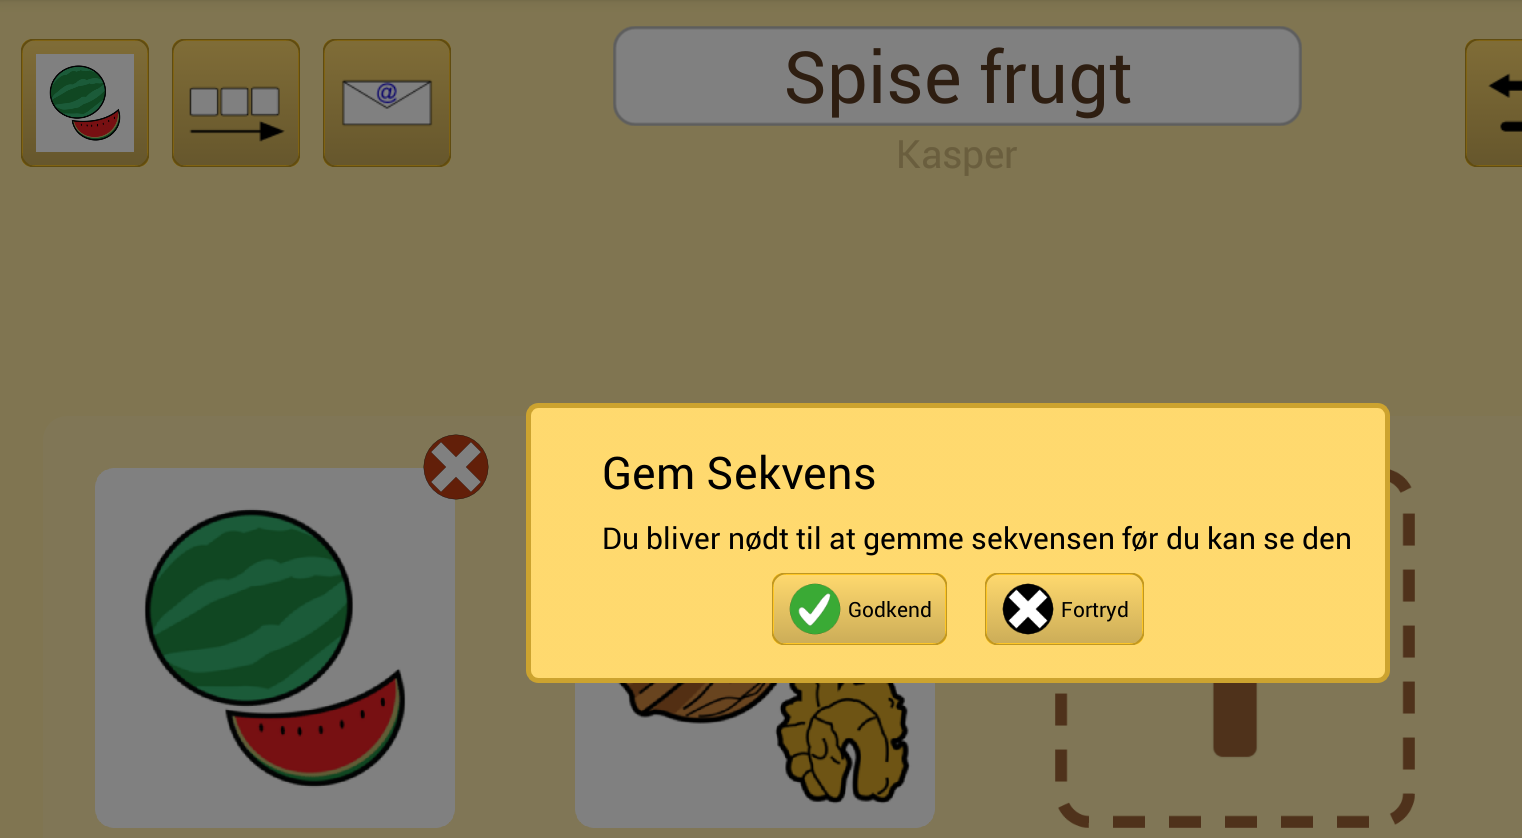 Spise frugt
Kasper
@
Gem Sekvens
Du bliver nødt til at gemme sekvensen før du kan se den
Godkend
Fortryd